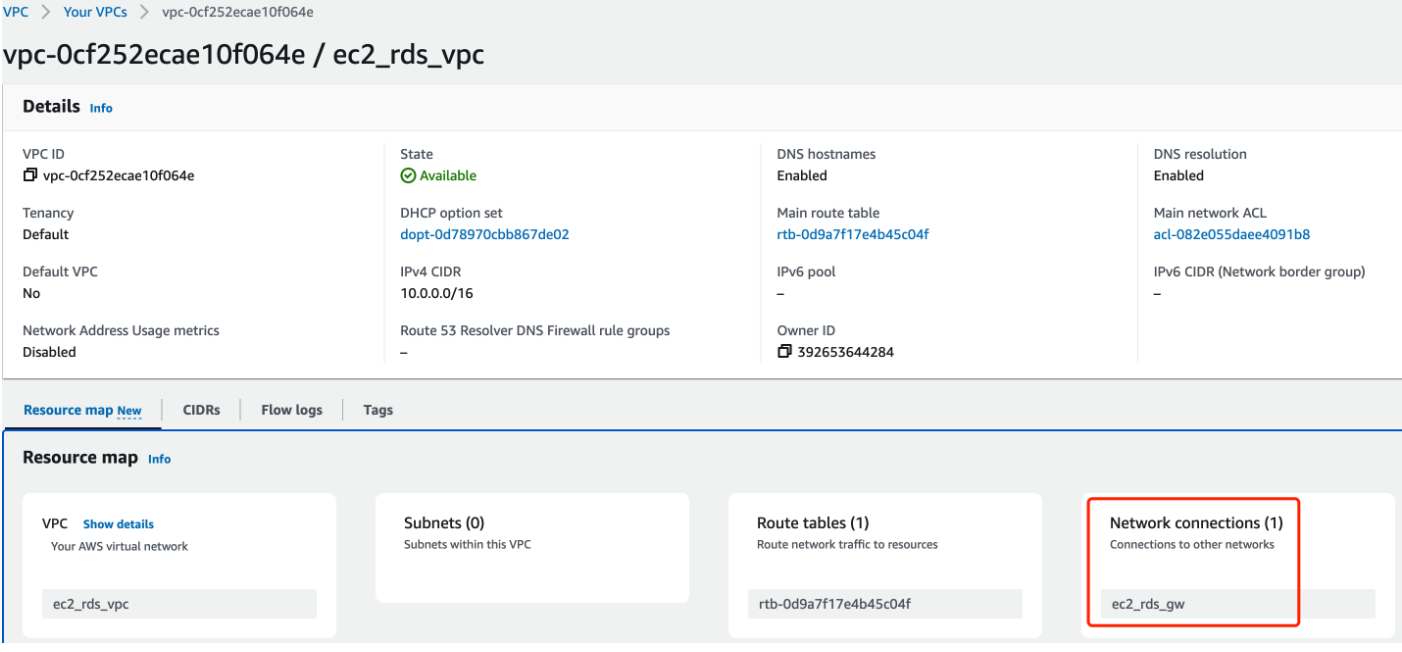 VPC > Your VPCs > vpc-0cf252ecae10f064e
vpc-0cf252ecae10f064e / ec2_rds_vpc
Details Info
VPC ID
vpc-0cf252ecae10f064e
State
Available
DNS hostnames
Enabled
DNS resolution
Enabled
Tenancy
Default
DHCP option set
dopt-0d78970cbb867de02
Main route table
rtb-0d9a7f17e4b45c04f
Main network ACL
acl-082e055daee4091b8
Default VPC
No
IPv4 CIDR
10.0.0.0/16
IPv6 pool
–
IPv6 CIDR (Network border group)
–
Network Address Usage metrics
Disabled
Route 53 Resolver DNS Firewall rule groups
–
Owner ID
392653644284
Resource map New
CIDRs
Flow logs
Tags
Resource map Info
VPC Show details
Your AWS virtual network
ec2_rds_vpc
Subnets (0)
Subnets within this VPC
Route tables (1)
Route network traffic to resources
rtb-0d9a7f17e4b45c04f
Network connections (1)
Connections to other networks
ec2_rds_gw